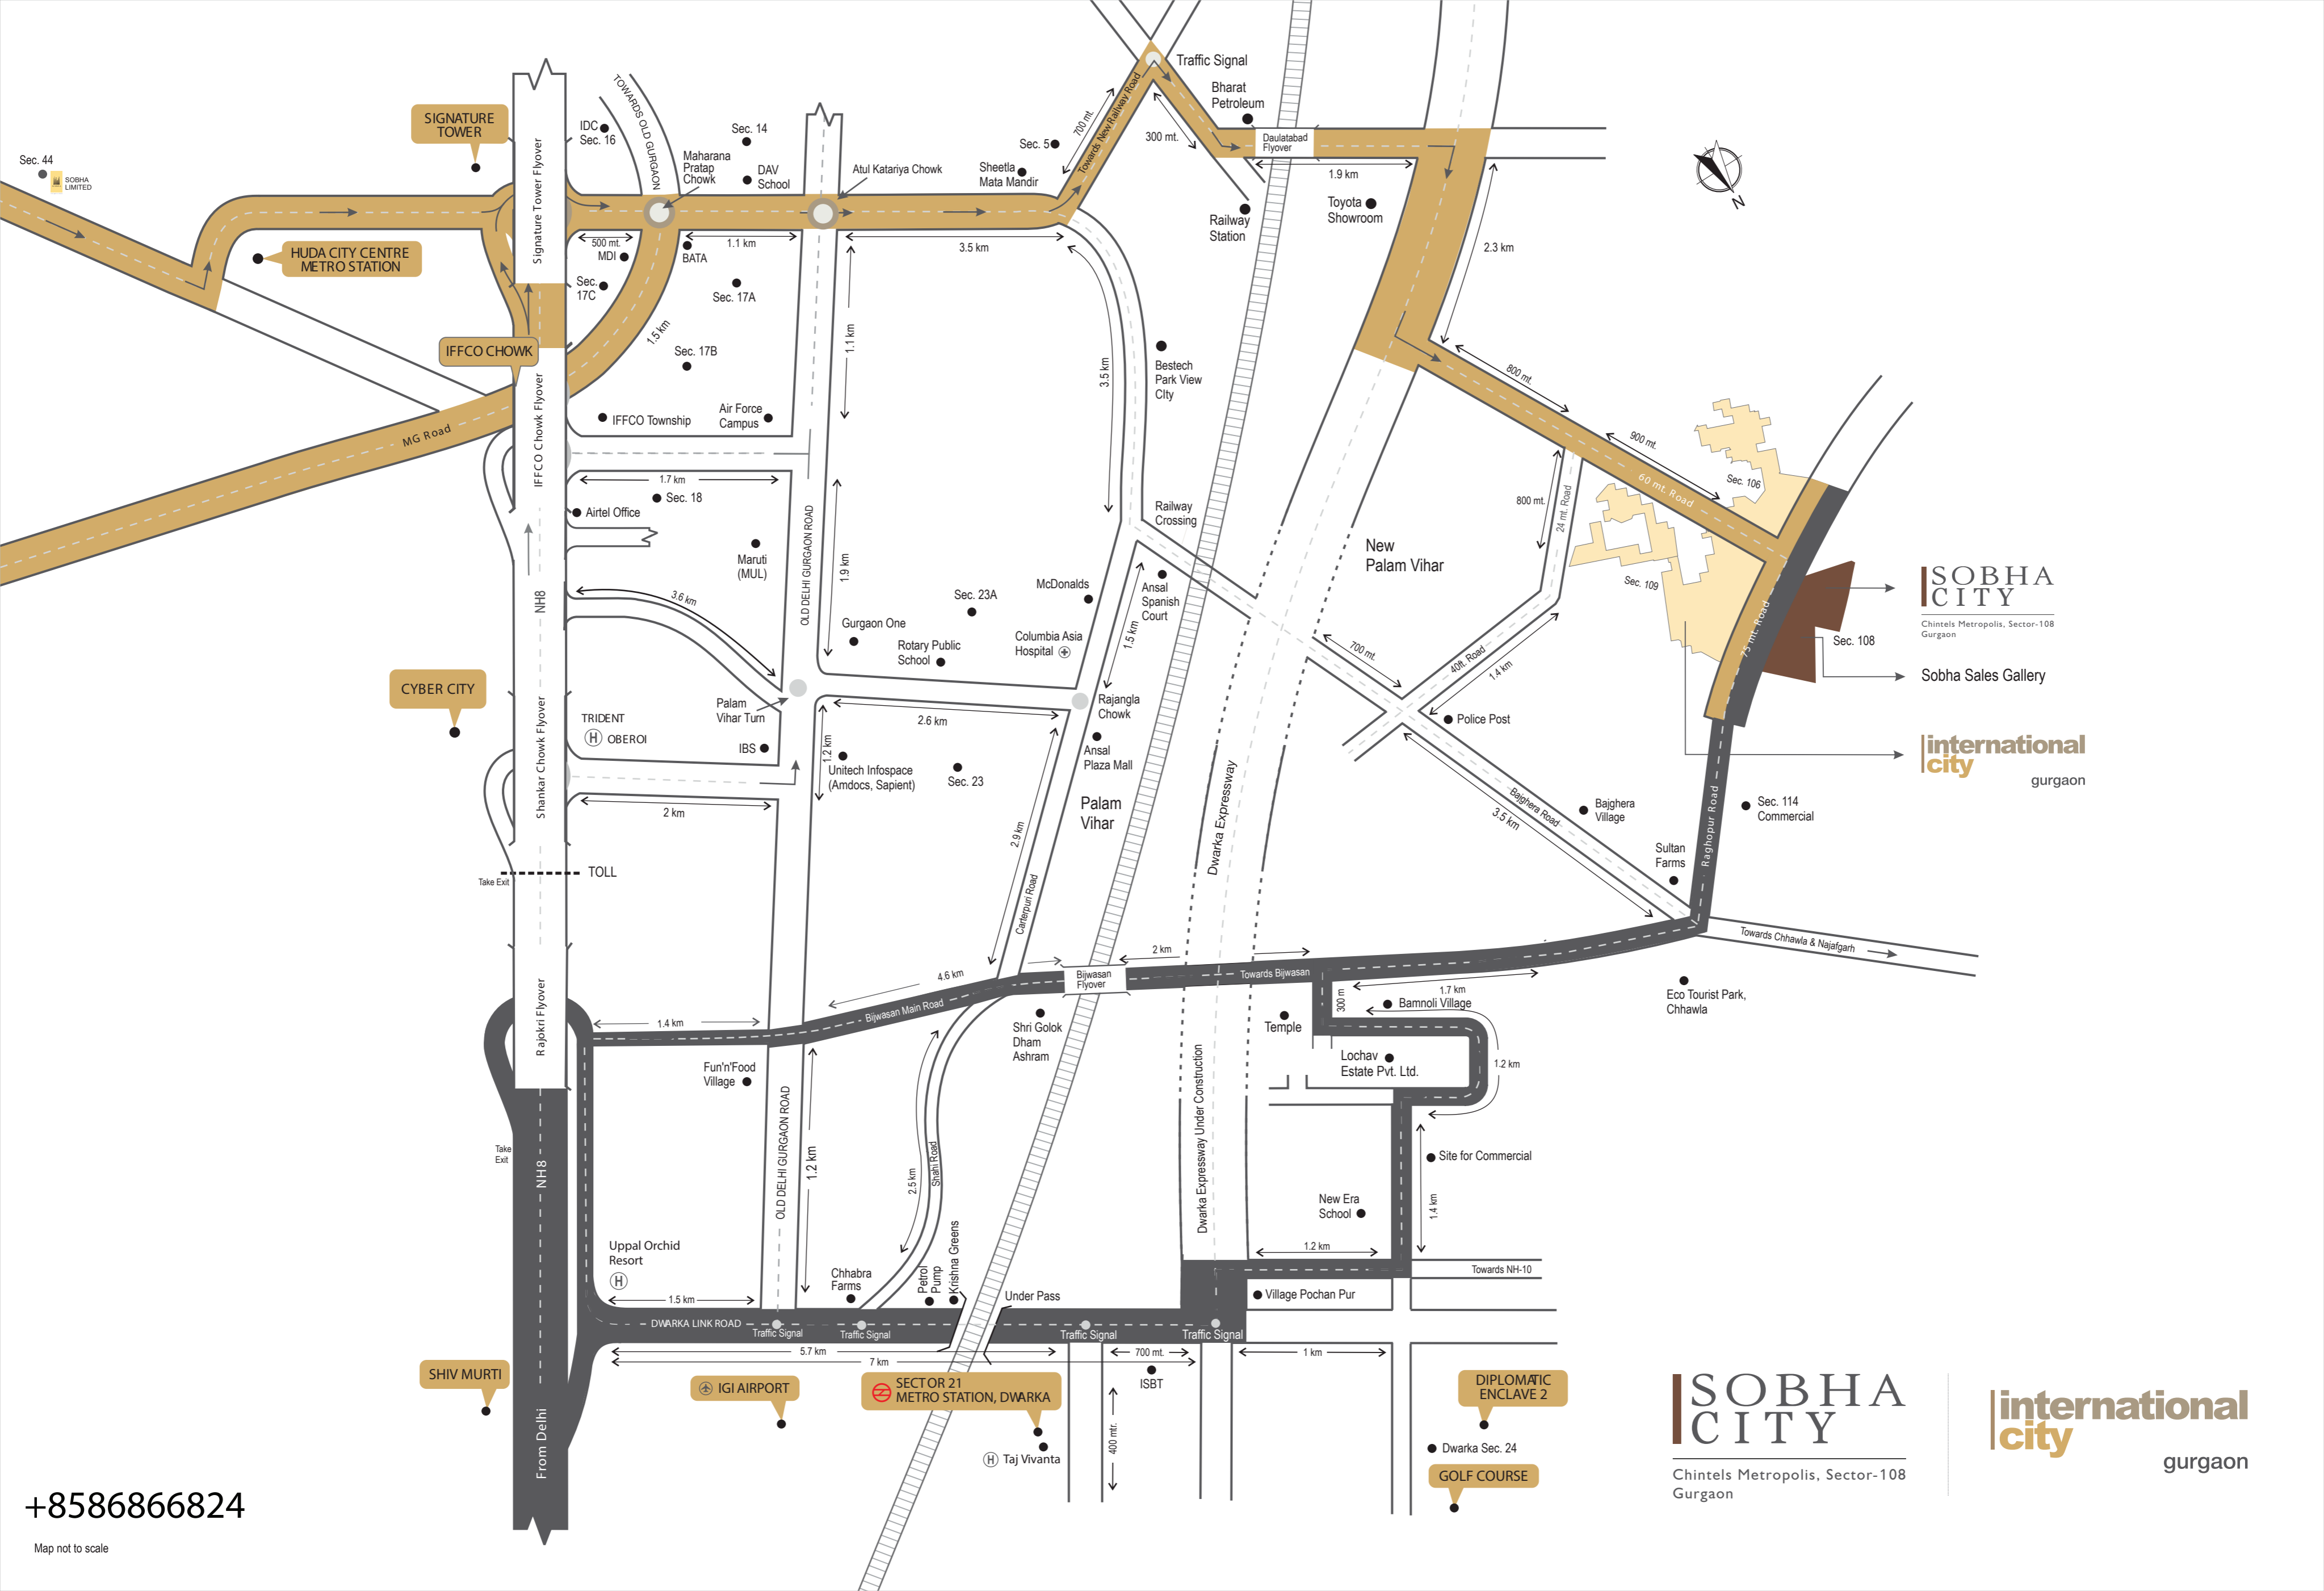 Traffic Signal
Bharat
Petroleum
TOWARDS OLD GURGAON
700 mt.
Towards New Railway Road
300 mt.
Daulatabad
Flyover
1.9 km
SIGNATURE
TOWER
IDC
Sec. 16
Sec. 14
Maharana
Pratap
Chowk
DAV
School
Atul Katariya Chowk
Sec. 5
Sheetla
Mata Mandir
Sec. 44
SOBHA
LIMITED
Signature Tower Flyover
Toyota
Showroom
Railway
Station
N
HUDA CITY CENTRE
METRO STATION
500 mt.
MDI
BATA
1.1 km
3.5 km
2.3 km
Sec.
17C
Sec. 17A
1.5 km
Sec. 17B
1.1 km
3.5 km
IFFCO CHOWK
Bestech
Park View
CIty
800 mt.
IFFCO Chowk Flyover
IFFCO Township
Air Force
Campus
MG Road
900 mt.
60 mt. Road
Sec. 106
1.7 km
Sec. 18
Airtel Office
Railway
Crossing
800 mt.
24 mt. Road
OLD DELHI GURGAON ROAD
1.9 km
Maruti
(MUL)
New
Palam Vihar
NH8
3.6 km
Sec. 23A
McDonalds
Ansal
Spanish
Court
Sec. 109
SOBHA
CITY
Chintels Metropolis, Sector-108
Gurgaon
Gurgaon One
Rotary Public
School
Columbia Asia
Hospital
1.5 km
75 mt. Road
Sec. 108
700 mt.
40ft. Road
1.4 km
Sobha Sales Gallery
CYBER CITY
Palam
Vihar Turn
Rajangla
Chowk
2.6 km
Police Post
TRIDENT
H OBEROI
IBS
1.2 km
Shankar Chowk Flyover
Unitech Infospace
(Amdocs, Sapient)
Sec. 23
Ansal
Plaza Mall
international
city
gurgaon
2 km
Palam
Vihar
Dwarka Expressway
Bajghera Road
3.5 km
Bajghera
Village
Sec. 114
Commercial
Raghopur Road
2.9 km
Carterpuri Road
Sultan
Farms
TOLL
Take Exit
Towards Chhawla & Najafgarh
2 km
4.6 km
Bijwasan
Flyover
Towards Bijwasan
Rajokri Flyover
1.4 km
Bijwasan Main Road
1.7 km
300 m
Bamnoli Village
Eco Tourist Park,
Chhawla
Shri Golok
Dham
Ashram
Temple
Lochav
Estate Pvt. Ltd.
1.2 km
Fun'n'Food
Village
Take
Exit
NH8
OLD DELHI GURGAON ROAD
1.2 km
2.5 km
Shahi Road
Dwarka Expressway Under Construction
Site for Commercial
New Era
School
1.4 km
1.2 km
Towards NH-10
Uppal Orchid
Resort
H
Chhabra
Farms
Petrol
Pump
Krishna Greens
Under Pass
Village Pochan Pur
1.5 km
DWARKA LINK ROAD
Traffic Signal
Traffic Signal
Traffic Signal
Traffic Signal
5.7 km
7 km
700 mt.
1 km
SHIV MURTI
IGI AIRPORT
SECTOR 21
METRO STATION, DWARKA
ISBT
400 mtr.
H Taj Vivanta
From Delhi
DIPLOMATIC
ENCLAVE 2
Dwarka Sec. 24
GOLF COURSE
SOBHA
CITY
Chintels Metropolis, Sector-108
Gurgaon
international
city
gurgaon
+8586866824
Map not to scale